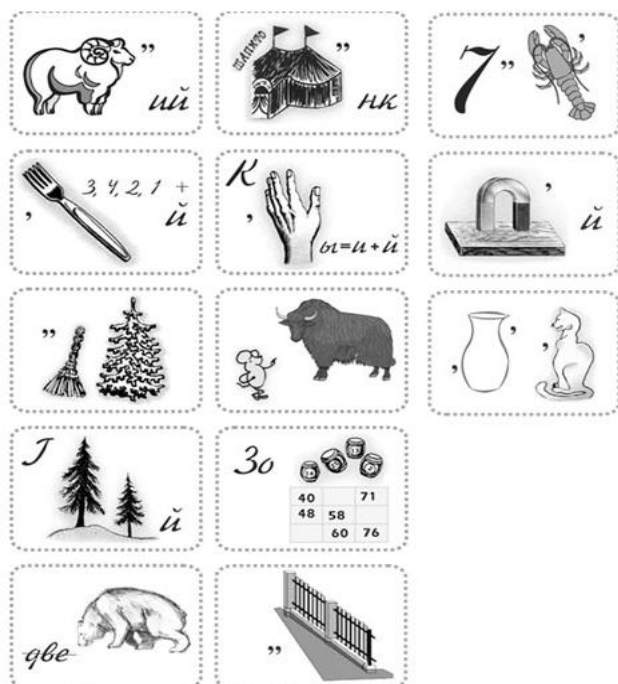 ”
ий
ШАПИТО
”
нк
7 ” ’
’
3, 4, 2, 1 +
й
К
’
ы=и+й
’
й
”
’ ’
’
Г
й
Зо
40 71
48 58
60 76
две
”